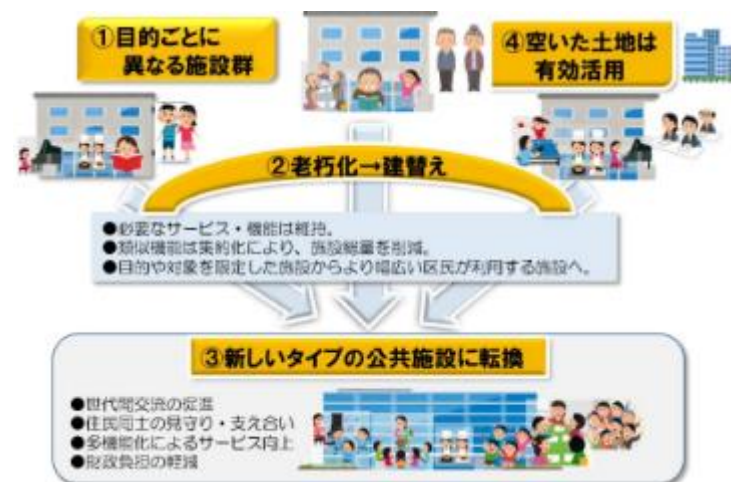 ①目的ごとに
異なる施設群
④空いた土地は
有効活用
②老朽化→建替え
●必要なサービス・機能は維持。
●類似機能は集約化により、施設総量を削減。
●目的や対象を限定した施設からより幅広い区民が利用する施設へ。
③新しいタイプの公共施設に転換
●世代間交流の促進
●住民同士の見守り・支え合い
●多機能化によるサービス向上
●財政負担の軽減